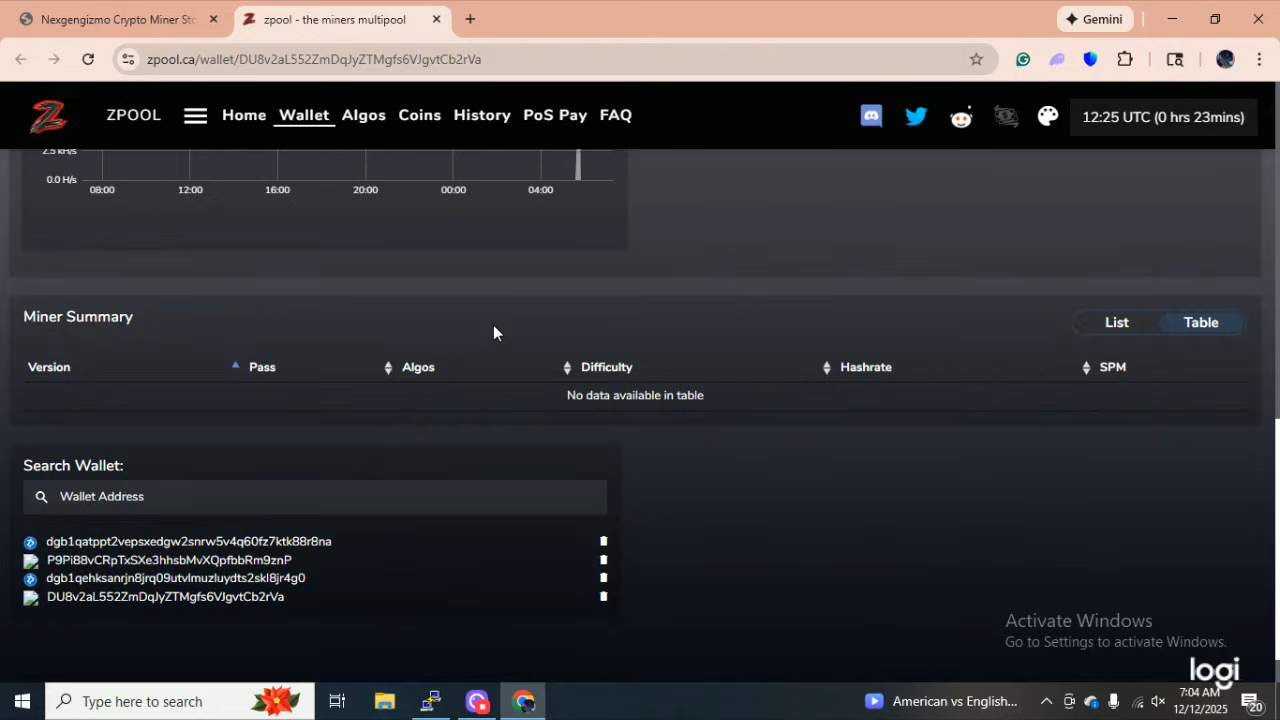 Nexgengizmo Crypto Miner Sto
zpool - the miners multipool
Gemini
zpool.ca/wallet/DU8v2aL552ZmDqJyZTMgfs6VJgvtCb2rVa
ZPOOL
Home
Wallet
Algos
Coins
History
PoS Pay
FAQ
12:25 UTC (0 hrs 23mins)
2.5 kH/s
0.0 H/s
08:00
12:00
16:00
20:00
00:00
04:00
Miner Summary
List
Table
Version
Pass
Algos
Difficulty
Hashrate
SPM
No data available in table
Search Wallet:
Wallet Address
dgb1qatppt2vepsxedgw2snrw5v4q60fz7ktk88r8na
P9Pi88vCRpTxSXe3hhsbMvXQpfbbRm9znP
dgb1qehksanrjn8jrq09utvlmuzluydts2skl8jr4g0
DU8v2aL552ZmDqJyZTMgfs6VJgvtCb2rVa
Activate Windows
Go to Settings to activate Windows.
logi
Type here to search
American vs English...
7:04 AM
12/12/2025
20